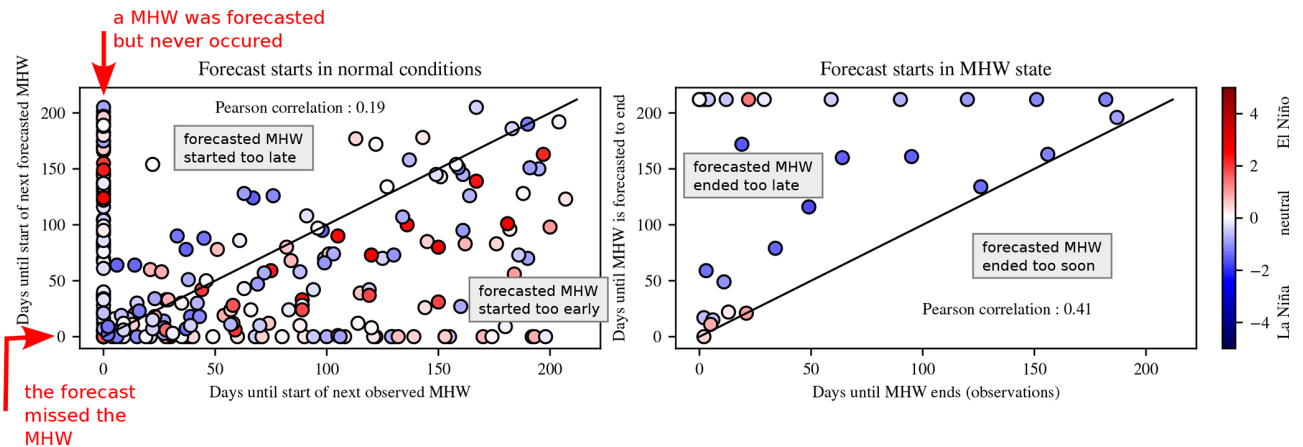 a MHW was forecasted
but never occured
Forecast starts in normal conditions
Pearson correlation : 0.19
forecasted MHW
started too late
forecasted MHW
started too early
Days until start of next forecasted MHW
200
150
100
50
0
0
50
100
150
200
Days until start of next observed MHW
the forecast
missed the
MHW
Forecast starts in MHW state
forecasted MHW
ended too late
forecasted MHW
ended too soon
Pearson correlation : 0.41
Days until MHW is forecasted to end
200
150
100
50
0
0
50
100
150
200
Days until MHW ends (observations)
4
2
0
−2
−4
El Niño
neutral
La Niña